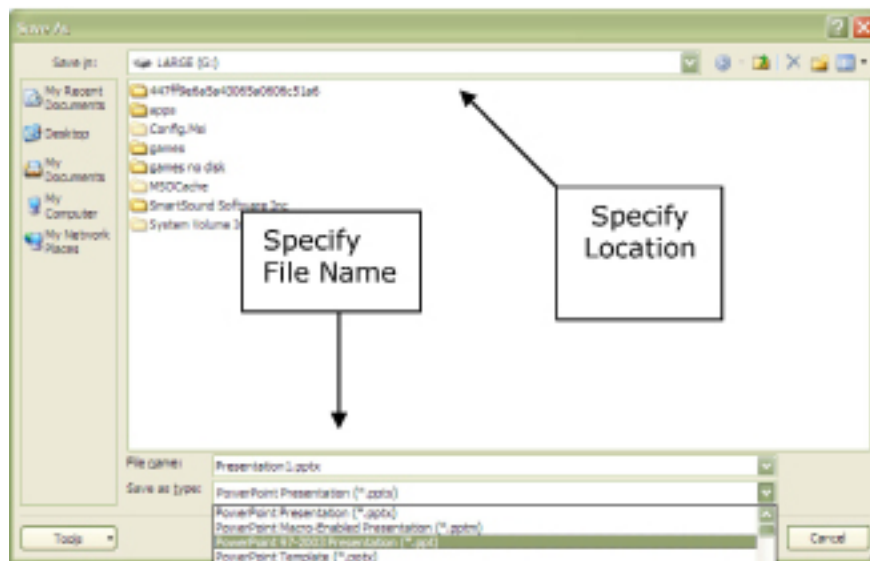 Save As
Save in:
LARGE (G:)
My Recent
Documents
Desktop
My
Documents
My
Computer
My Network
Places
apps
Config.Msi
games
games no disk
MSOCache
SmartSound Software Inc
System Volume
Specify
File Name
Specify
Location
File name:
Presentation1.pptx
Save as type:
PowerPoint Presentation (*.pptx)
PowerPoint Presentation (*.pptx)
PowerPoint Macro-Enabled Presentation (*.pptm)
PowerPoint 97-2003 Presentation (*.ppt)
PowerPoint Template (*.potx)
Tools
Cancel